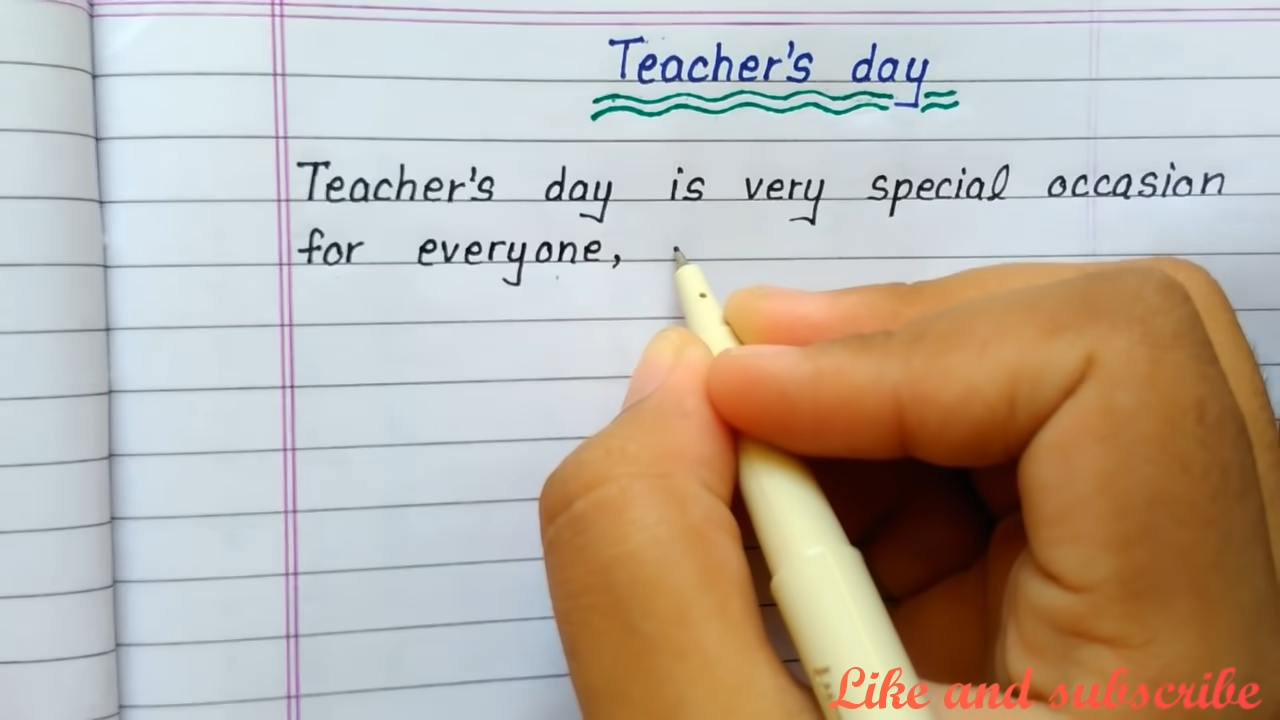 Teacher's day
Teacher's day is very special occasion
for everyone,
Like and subscribe